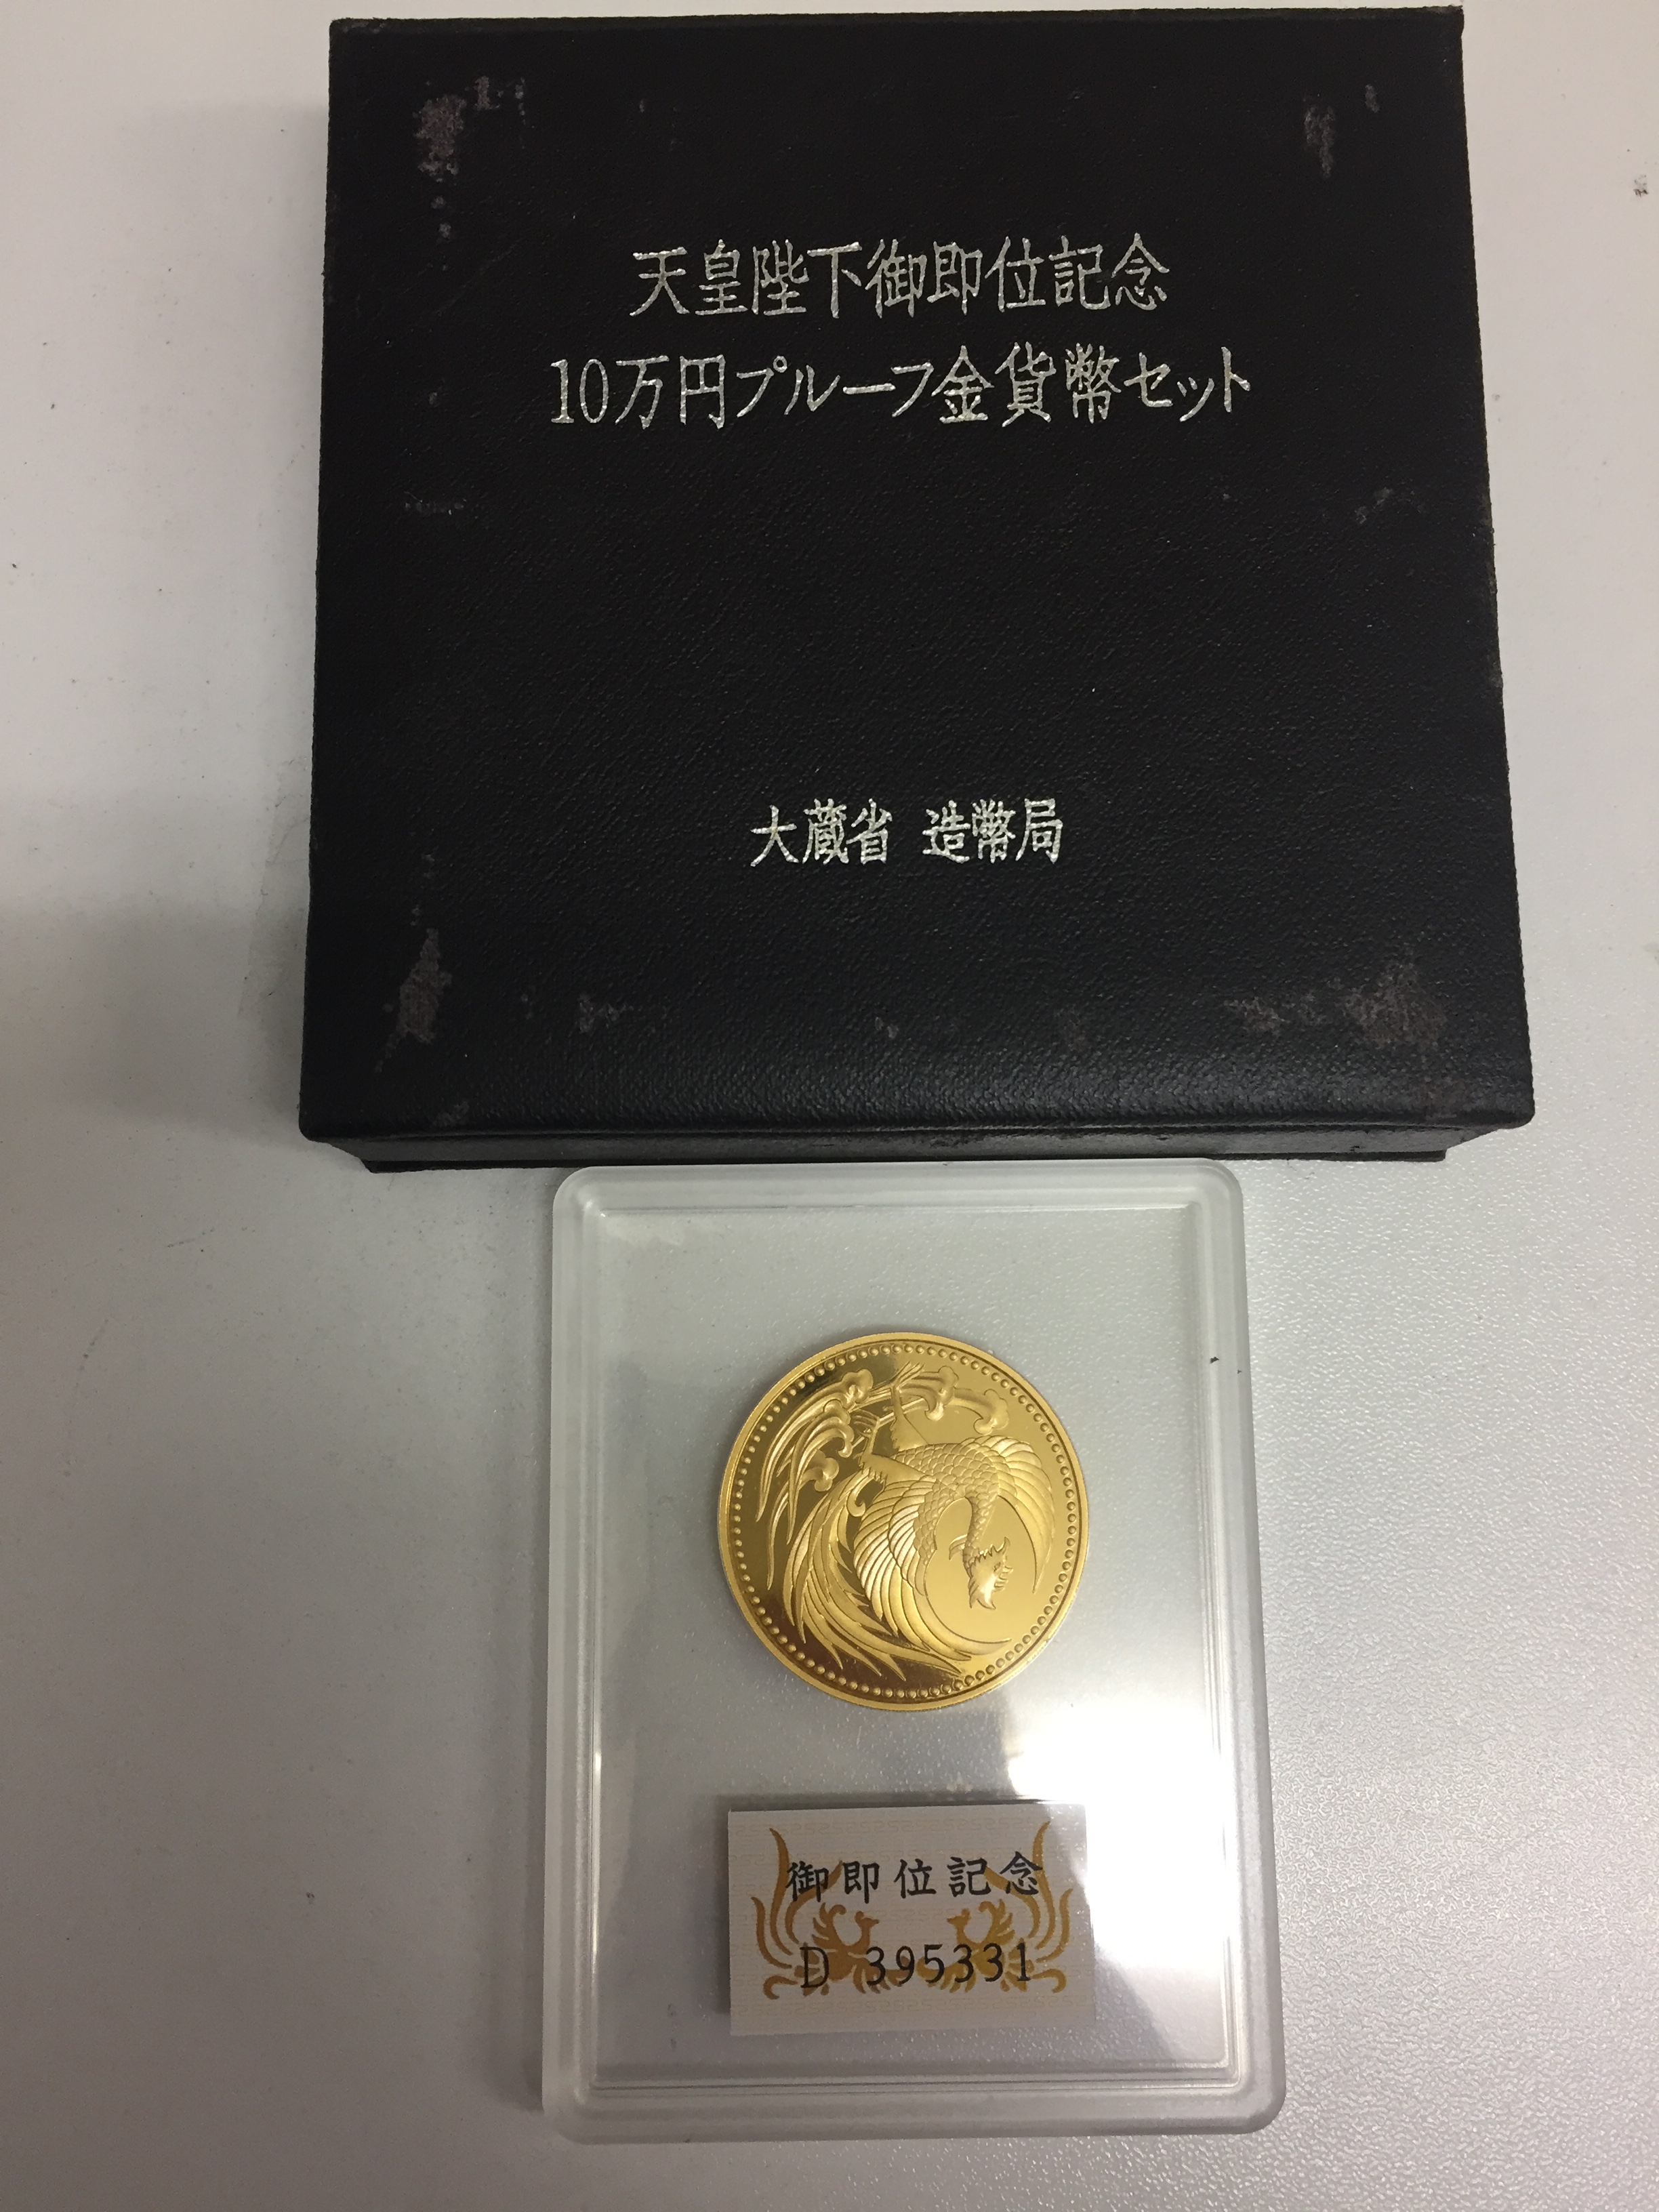 天皇陛下御即位記念
10万円プルーフ金貨幣セット
大蔵省 造幣局
御即位記念
D 395331